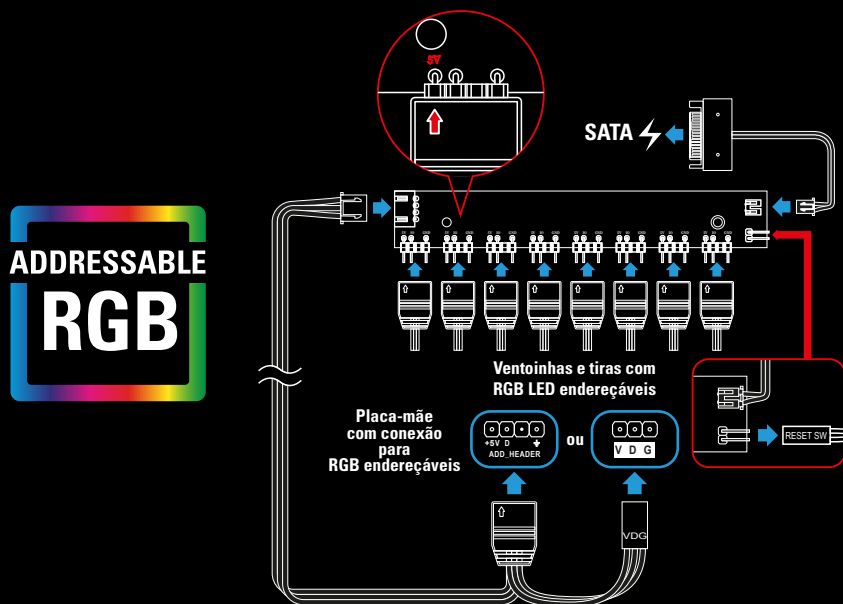 5V
SATA
ADDRESSABLE
RGB
Ventoinhas e tiras com
RGB LED endereçáveis
Placa-mãe
com conexão
para
RGB endereçáveis
+5V D
ADD_HEADER
ou
V D G
RESET SW
VDG